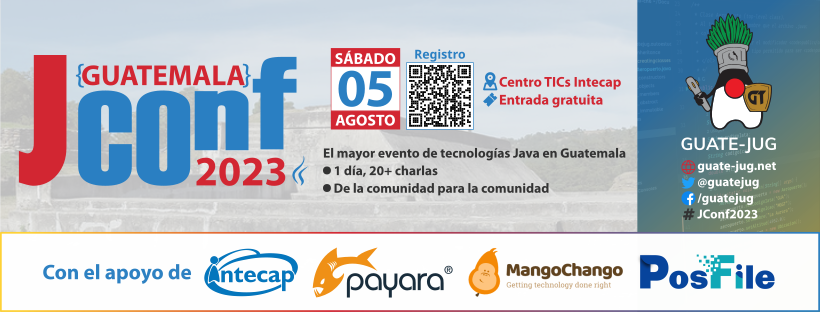 JConf
{GUATEMALA}
2023
SÁBADO
05
AGOSTO
Registro
Centro TICs Intecap
Entrada gratuita
El mayor evento de tecnologías Java en Guatemala
● 1 día, 20+ charlas
● De la comunidad para la comunidad
GT
GUATE-JUG
guate-jug.net
@guatejug
/guatejug
#JConf2023
Con el apoyo de
intecap
payara®
MangoChango
Getting technology done right
PosFile